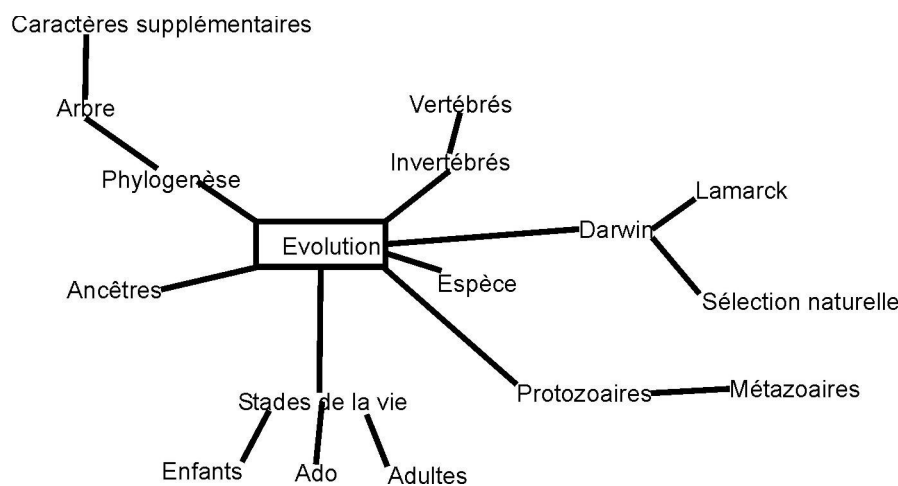 Caractères supplémentaires
Arbre
Vertébrés
Phylogenèse
Invertébrés
Lamarck
Evolution
Darwin
Ancêtres
Espèce
Sélection naturelle
Stades de la vie
Protozoaires
Métazoaires
Enfants
Ado
Adultes